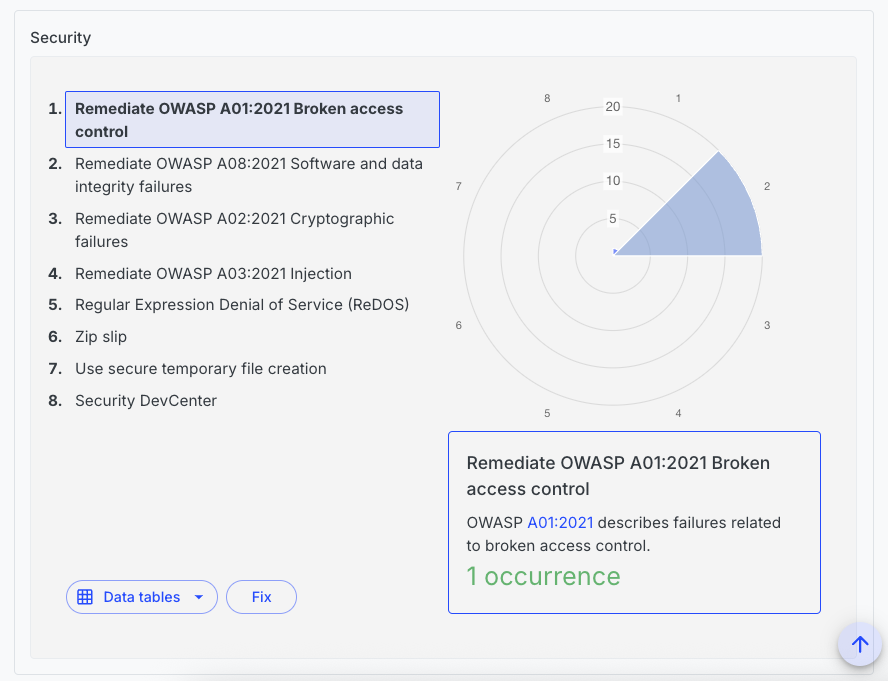 Security
1. Remediate OWASP A01:2021 Broken access
control
2. Remediate OWASP A08:2021 Software and data
integrity failures
3. Remediate OWASP A02:2021 Cryptographic
failures
4. Remediate OWASP A03:2021 Injection
5. Regular Expression Denial of Service (ReDOS)
6. Zip slip
7. Use secure temporary file creation
8. Security DevCenter
8 1
20
15
10
5
7 2
6 3
5 4
Remediate OWASP A01:2021 Broken
access control
OWASP A01:2021 describes failures related
to broken access control.
1 occurrence
Data tables
Fix